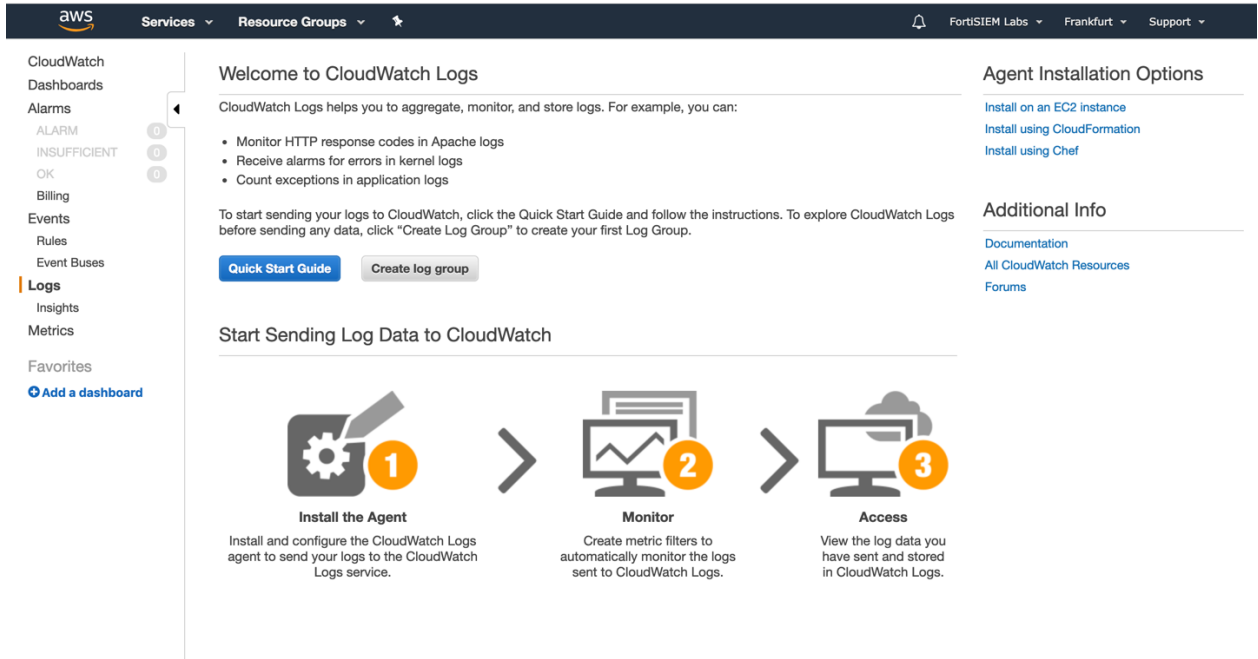 aws
Services
Resource Groups
FortiSIEM Labs
Frankfurt
Support
CloudWatch
Dashboards
Alarms
ALARM 0
INSUFFICIENT 0
OK 0
Billing
Events
Rules
Event Buses
Logs
Insights
Metrics
Favorites
Add a dashboard
Welcome to CloudWatch Logs
CloudWatch Logs helps you to aggregate, monitor, and store logs. For example, you can:
• Monitor HTTP response codes in Apache logs
• Receive alarms for errors in kernel logs
• Count exceptions in application logs
To start sending your logs to CloudWatch, click the Quick Start Guide and follow the instructions. To explore CloudWatch Logs
before sending any data, click “Create Log Group” to create your first Log Group.
Quick Start Guide
Create log group
Start Sending Log Data to CloudWatch
1
Install the Agent
Install and configure the CloudWatch Logs
agent to send your logs to the CloudWatch
Logs service.
2
Monitor
Create metric filters to
automatically monitor the logs
sent to CloudWatch Logs.
3
Access
View the log data you
have sent and stored
in CloudWatch Logs.
Agent Installation Options
Install on an EC2 instance
Install using CloudFormation
Install using Chef
Additional Info
Documentation
All CloudWatch Resources
Forums